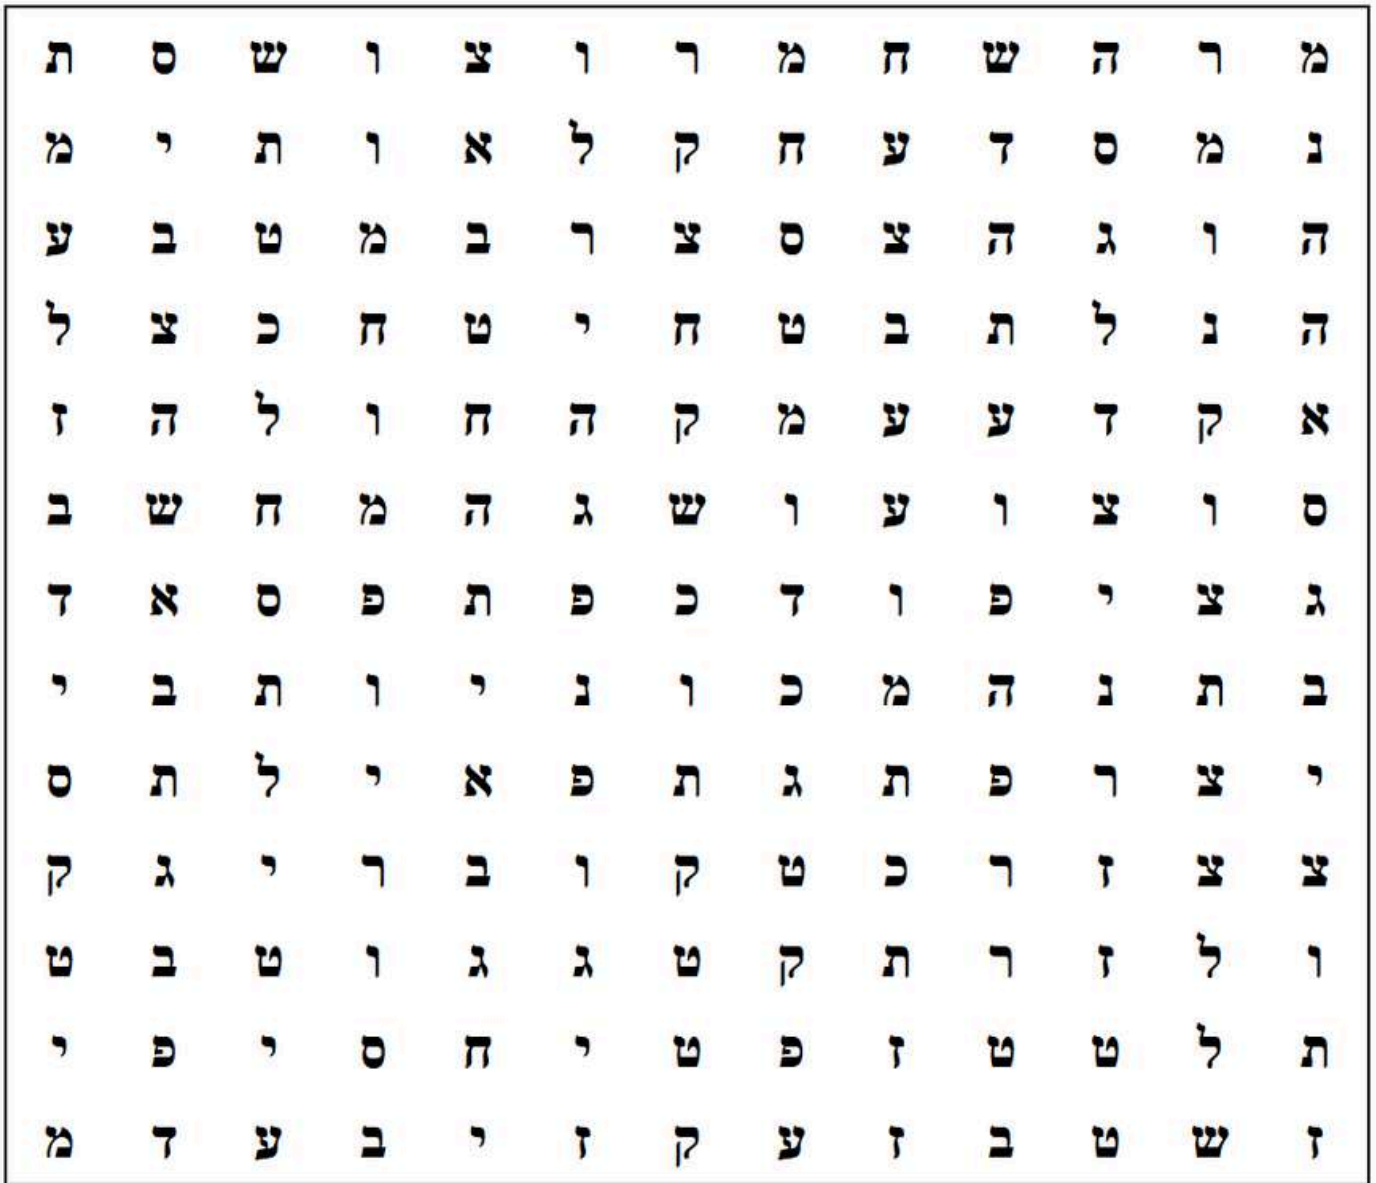 מ ר ה ש ח מ ר ו צ ו ש ס ת
נ מ ס ד ע ח ק ל א ו ת י מ
ה ו ג ה צ ס צ ר ב מ ט ב ע
ה נ ל ת ב ט ח י ט ח כ צ ל
א ק ד ע ע מ ק ה ח ו ל ה ז
ס ו צ ו ע ו ש ג ה מ ח ש ב
ג צ י פ ו ד כ פ ת פ ס א ד
ב ת נ ה מ כ ו נ י ו ת ב י
י צ ר פ ת ג ת פ א י ל ת ס
צ צ ז ר כ ט ק ו ב ר י ג ק
ו ל ז ר ת ק ט ג ג ו ט ב ט
ת ל ט ט ז פ ט י ח ס י פ י
ז ש ט ב ז ע ק ז י ב ע ד מ